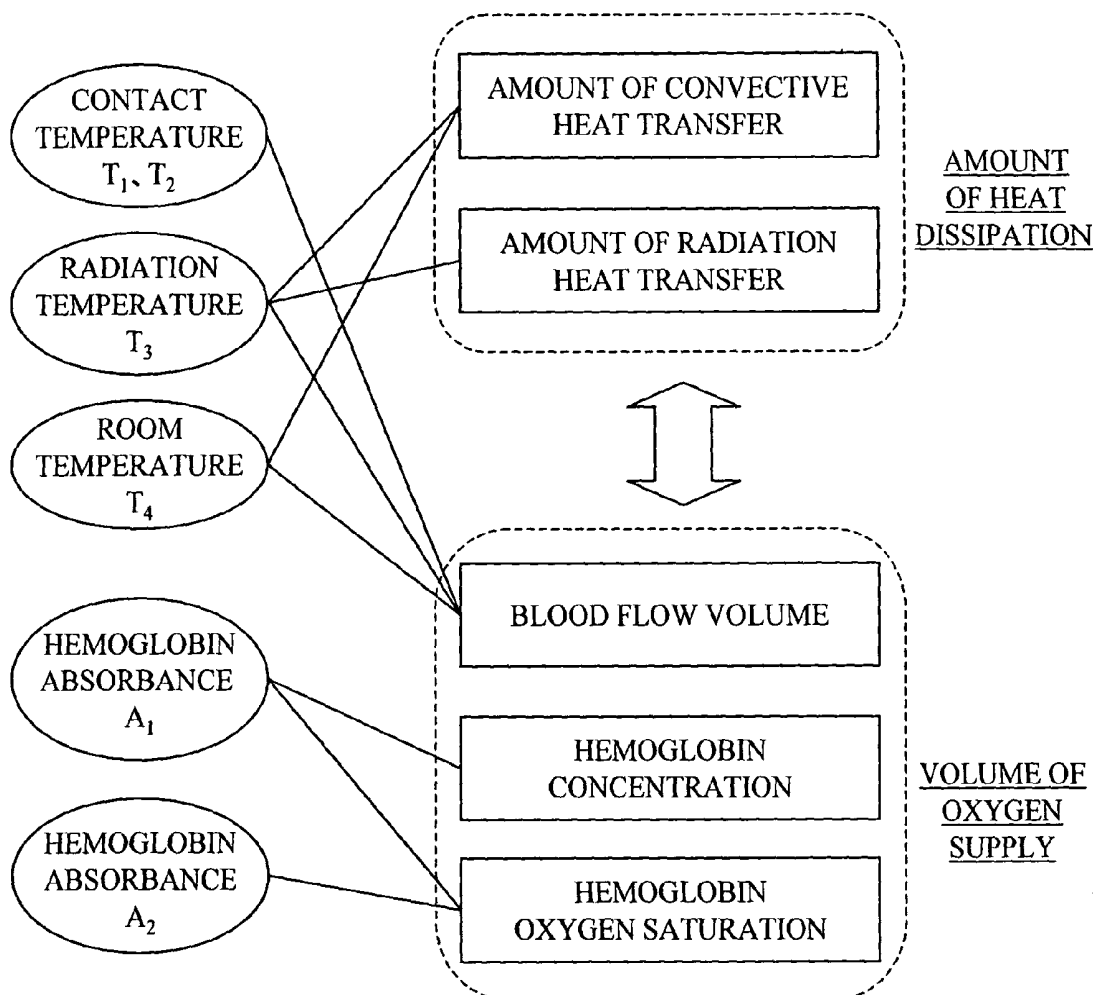 CONTACT
TEMPERATURE
T₁、T₂
RADIATION
TEMPERATURE
T₃
ROOM
TEMPERATURE
T₄
HEMOGLOBIN
ABSORBANCE
A₁
HEMOGLOBIN
ABSORBANCE
A₂
AMOUNT OF CONVECTIVE
HEAT TRANSFER
AMOUNT OF RADIATION
HEAT TRANSFER
AMOUNT
OF HEAT
DISSIPATION
BLOOD FLOW VOLUME
HEMOGLOBIN
CONCENTRATION
HEMOGLOBIN
OXYGEN SATURATION
VOLUME OF
OXYGEN
SUPPLY